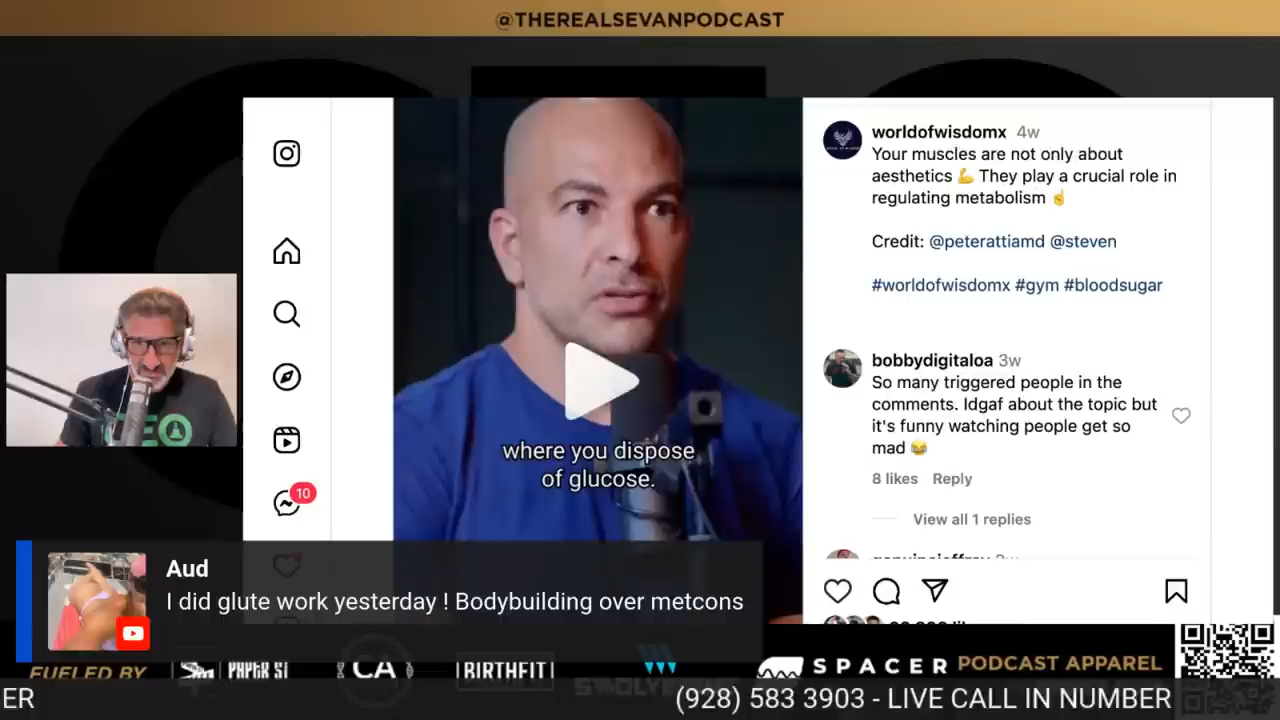 @THEREALSEVANPODCAST
worldofwisdomx 4w
Your muscles are not only about
aesthetics 💪 They play a crucial role in
regulating metabolism ☝️
Credit: @peterattiamd @steven
#worldofwisdomx #gym #bloodsugar
bobbydigitaloa 3w
So many triggered people in the
comments. Idgaf about the topic but
it's funny watching people get so
mad 😂
8 likes Reply
View all 1 replies
where you dispose
of glucose.
10
Aud
I did glute work yesterday ! Bodybuilding over metcons
FUELED BY
PAPER ST
CA
BIRTHFIT
SPACER
PODCAST APPAREL
ER
(928) 583 3903 - LIVE CALL IN NUMBER